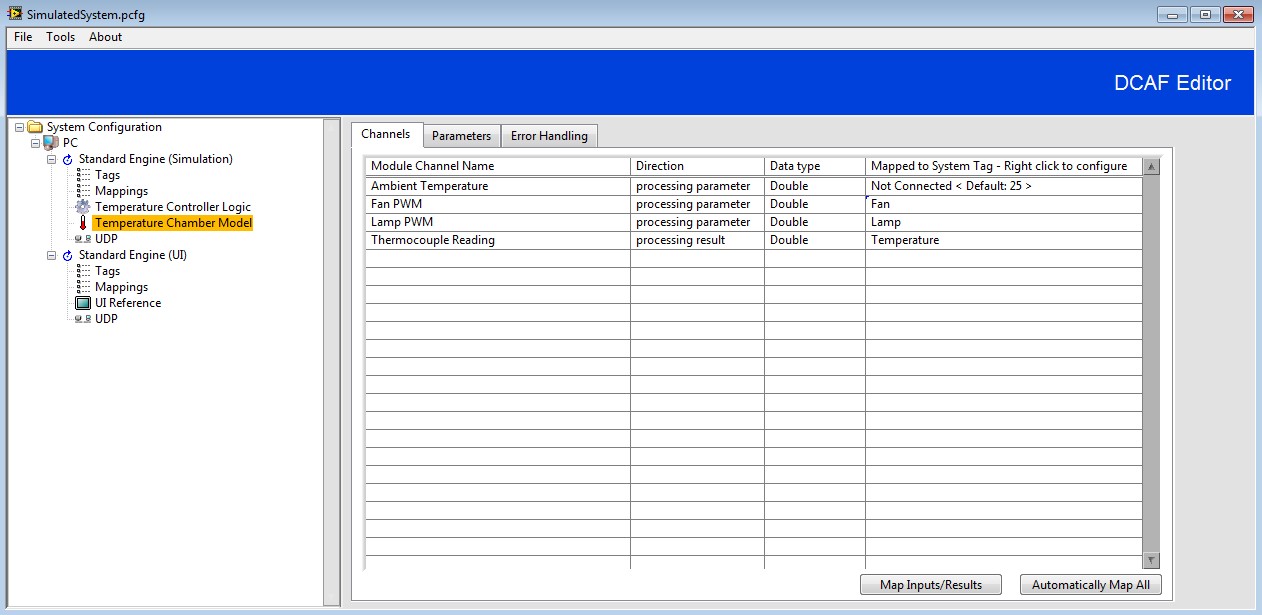 SimulatedSystem.pcfg
File Tools About
DCAF Editor
System Configuration
PC
Standard Engine (Simulation)
Tags
Mappings
Temperature Controller Logic
Temperature Chamber Model
UDP
Standard Engine (UI)
Tags
Mappings
UI Reference
UDP
Channels Parameters Error Handling
Module Channel Name Direction Data type Mapped to System Tag - Right click to configure
Ambient Temperature processing parameter Double Not Connected < Default: 25 >
Fan PWM processing parameter Double Fan
Lamp PWM processing parameter Double Lamp
Thermocouple Reading processing result Double Temperature
Map Inputs/Results Automatically Map All